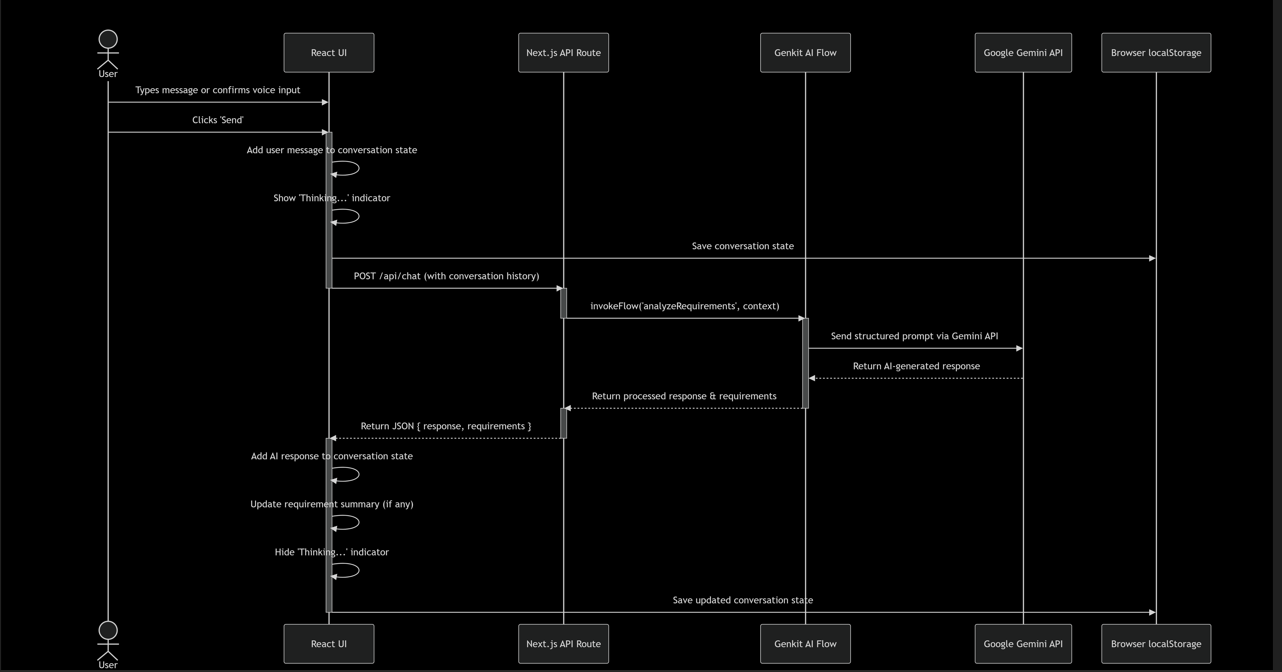 User
React UI
Next.js API Route
Genkit AI Flow
Google Gemini API
Browser localStorage
Types message or confirms voice input
Clicks 'Send'
Add user message to conversation state
Show 'Thinking...' indicator
Save conversation state
POST /api/chat (with conversation history)
invokeFlow('analyzeRequirements', context)
Send structured prompt via Gemini API
Return AI-generated response
Return processed response & requirements
Return JSON { response, requirements }
Add AI response to conversation state
Update requirement summary (if any)
Hide 'Thinking...' indicator
Save updated conversation state
User
React UI
Next.js API Route
Genkit AI Flow
Google Gemini API
Browser localStorage